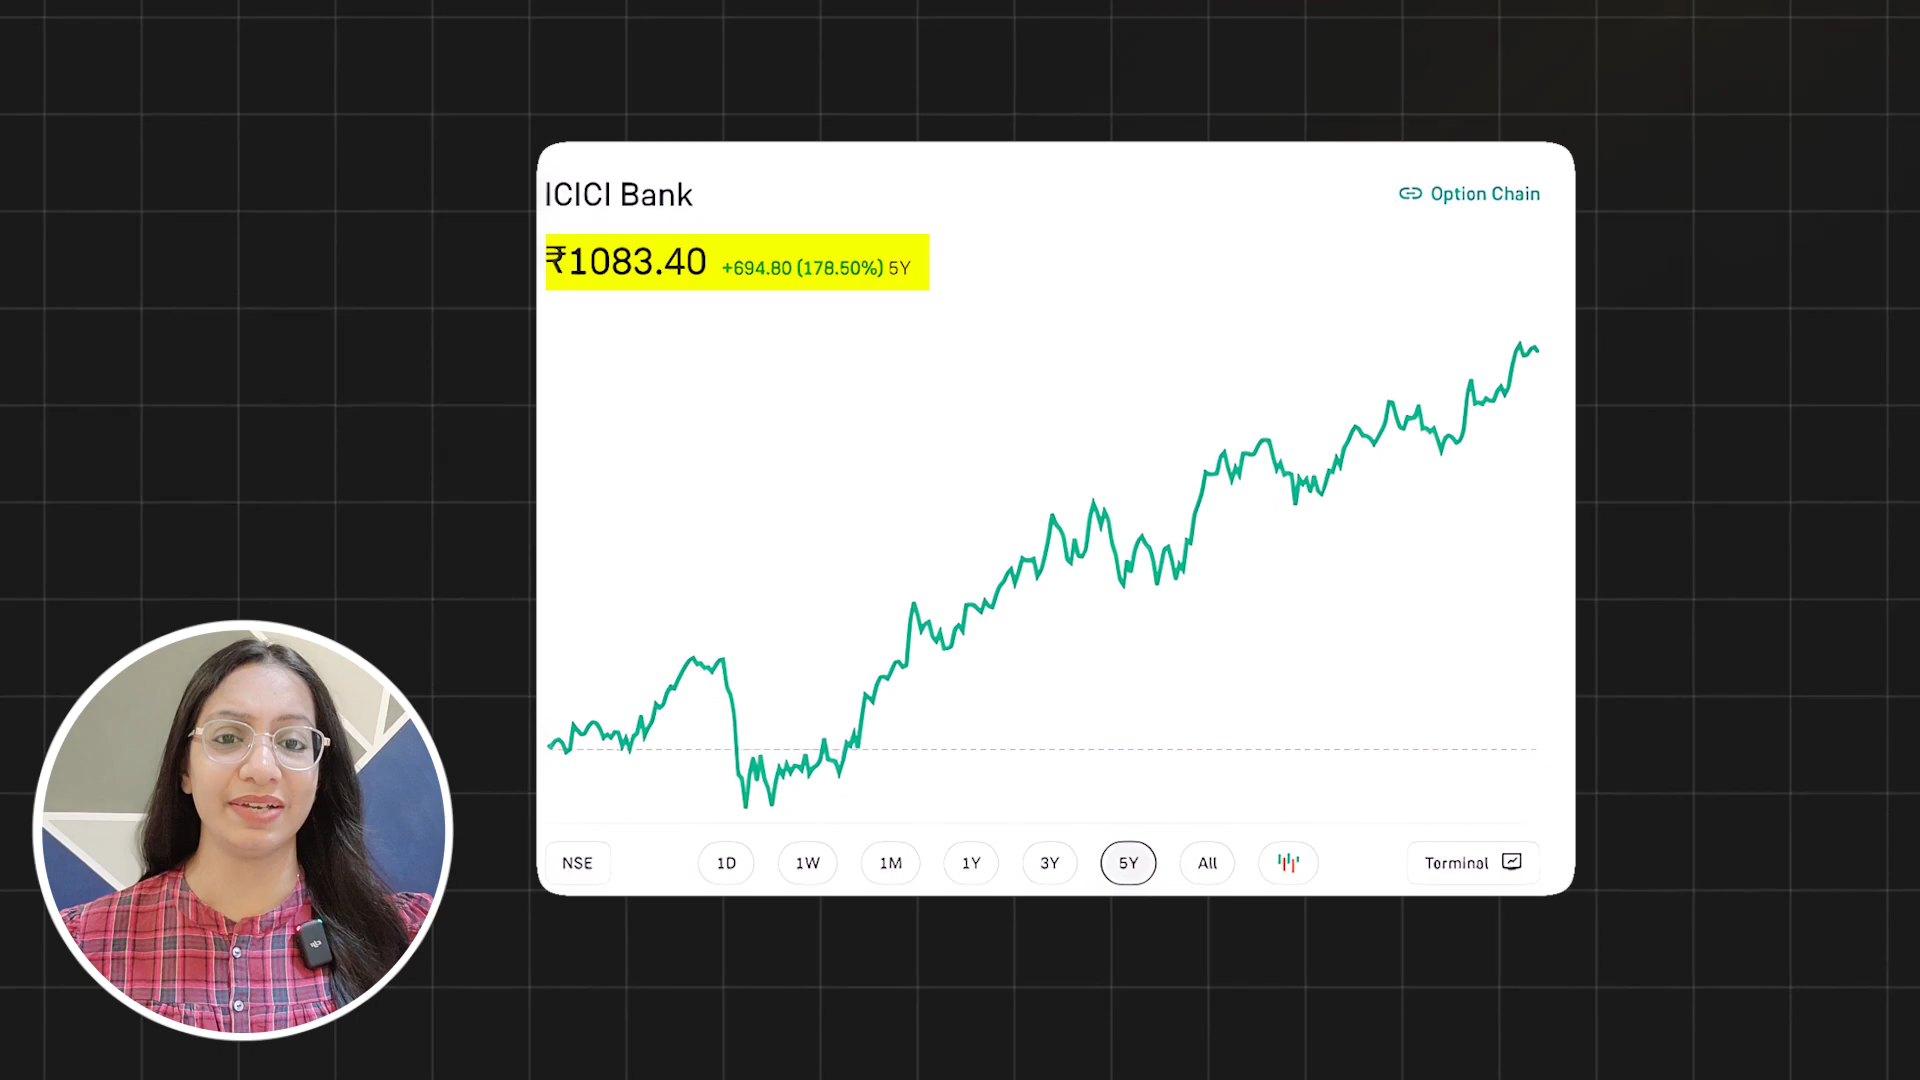 ICICI Bank
Option Chain
₹1083.40 +694.80 (178.50%) 5Y
NSE 1D 1W 1M 1Y 3Y 5Y All Terminal